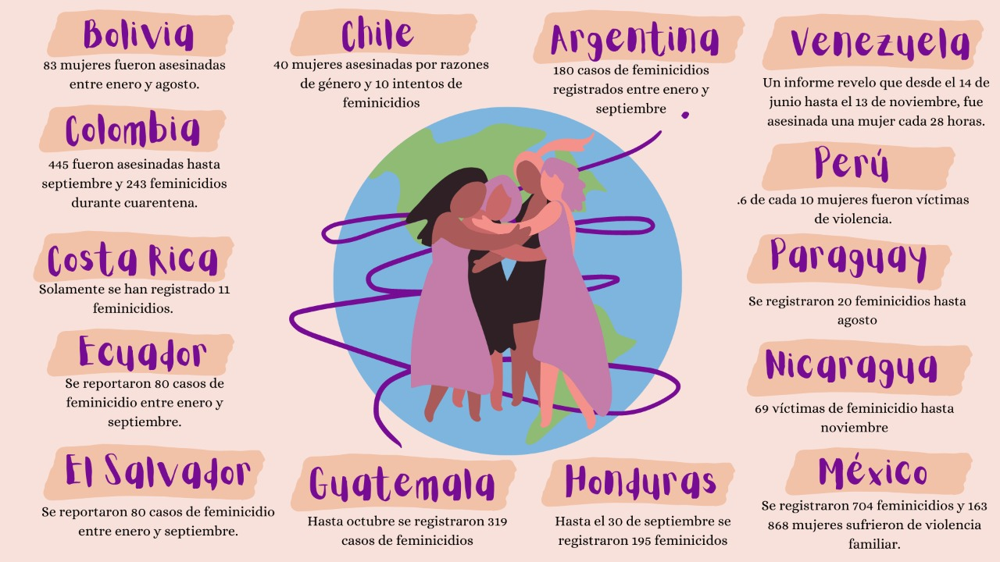 Bolivia
83 mujeres fueron asesinadas
entre enero y agosto.
Chile
40 mujeres asesinadas por razones
de género y 10 intentos de
feminicidios
Argentina
180 casos de feminicidios
registrados entre enero y
septiembre
Venezuela
Un informe revelo que desde el 14 de
junio hasta el 13 de noviembre, fue
asesinada una mujer cada 28 horas.
Colombia
445 fueron asesinadas hasta
septiembre y 243 feminicidios
durante cuarentena.
Perú
.6 de cada 10 mujeres fueron víctimas
de violencia.
Costa Rica
Solamente se han registrado 11
feminicidios.
Paraguay
Se registraron 20 feminicidios hasta
agosto
Ecuador
Se reportaron 80 casos de
feminicidio entre enero y
septiembre.
Nicaragua
69 víctimas de feminicidio hasta
noviembre
El Salvador
Se reportaron 80 casos de feminicidio
entre enero y septiembre.
Guatemala
Hasta octubre se registraron 319
casos de feminicidios
Honduras
Hasta el 30 de septiembre se
registraron 195 feminicidos
México
Se registraron 704 feminicidios y 163
868 mujeres sufrieron de violencia
familiar.